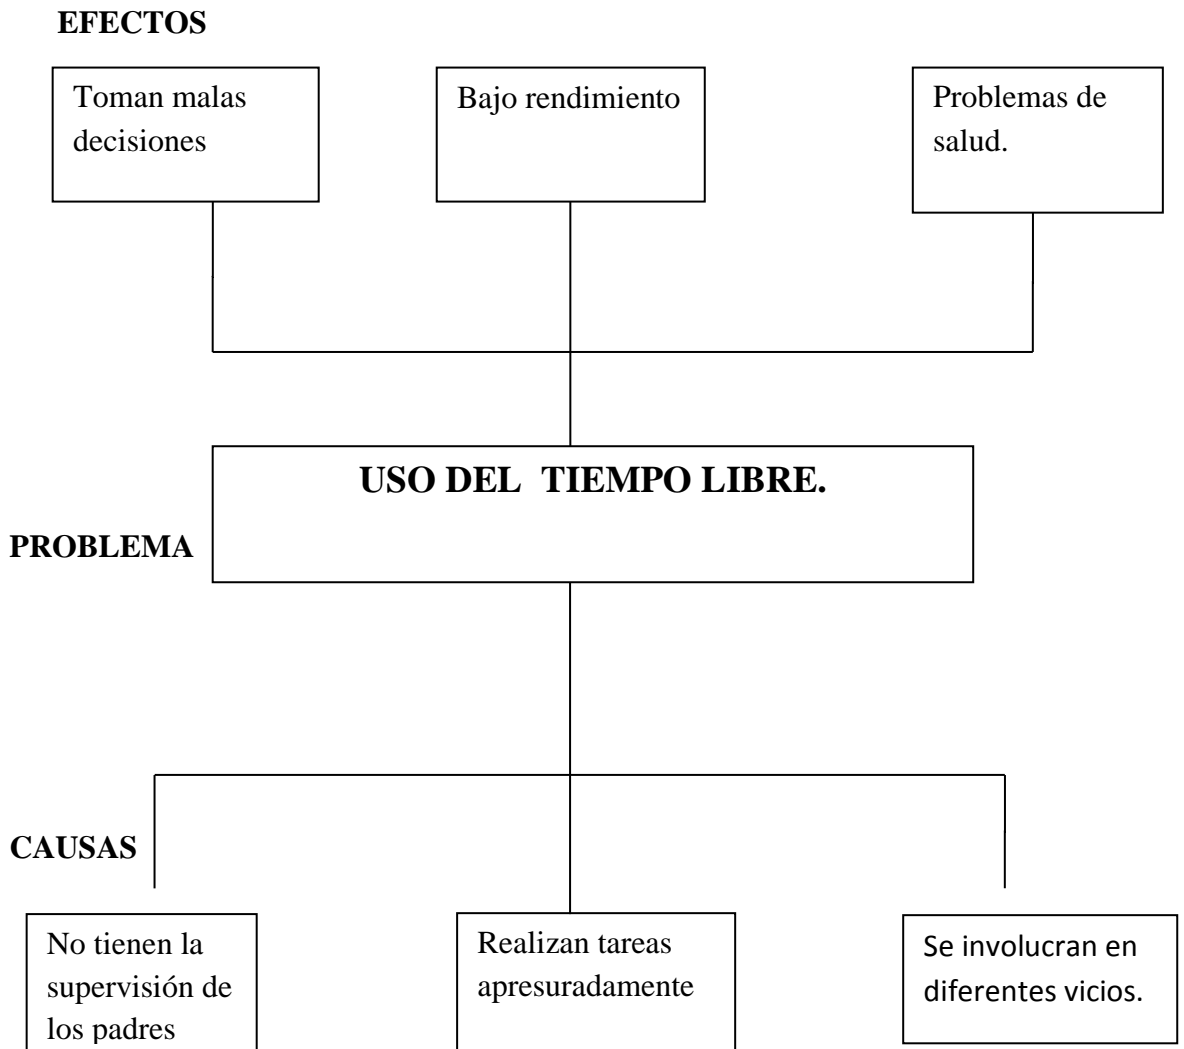 EFECTOS
Toman malas
decisiones
Bajo rendimiento
Problemas de
salud.
USO DEL  TIEMPO LIBRE.
PROBLEMA
CAUSAS
No tienen la
supervisión de
los padres
Realizan tareas
apresuradamente
Se involucran en
diferentes vicios.